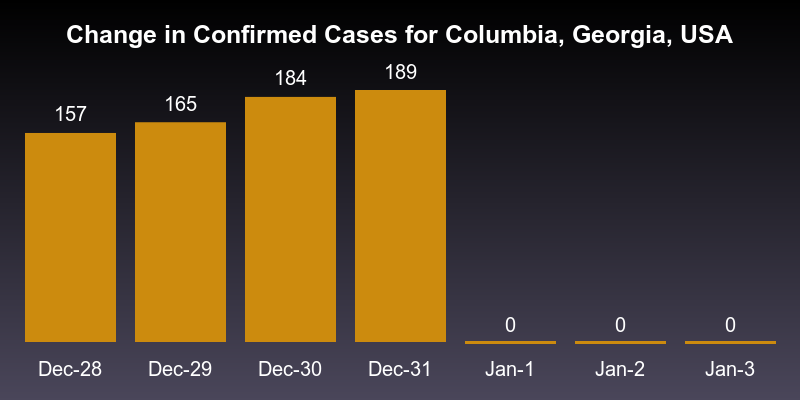 Change in Confirmed Cases for Columbia, Georgia, USA
157 165 184 189 0 0 0
Dec-28 Dec-29 Dec-30 Dec-31 Jan-1 Jan-2 Jan-3